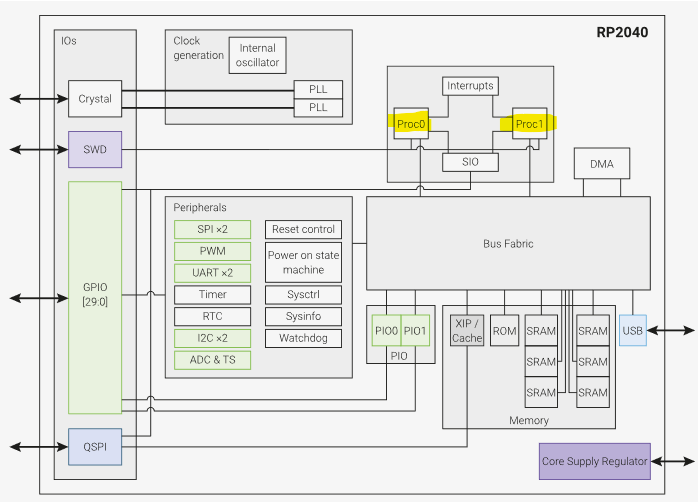 RP2040
IOs
Clock
generation
Internal
oscillator
Crystal
PLL
PLL
Interrupts
Proc0
Proc1
SWD
SIO
DMA
GPIO
[29:0]
Peripherals
SPI ×2
PWM
UART ×2
Timer
RTC
I2C ×2
ADC & TS
Reset control
Power on state
machine
Sysctrl
Sysinfo
Watchdog
Bus Fabric
PIO0
PIO1
PIO
XIP /
Cache
ROM
SRAM
SRAM
SRAM
SRAM
SRAM
SRAM
Memory
USB
QSPI
Core Supply Regulator